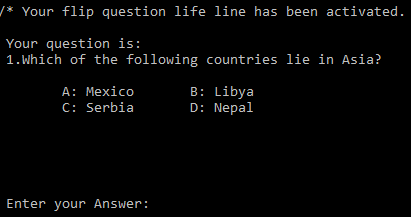 /* Your flip question life line has been activated.
Your question is:
1.Which of the following countries lie in Asia?
A: Mexico B: Libya
C: Serbia D: Nepal
Enter your Answer: